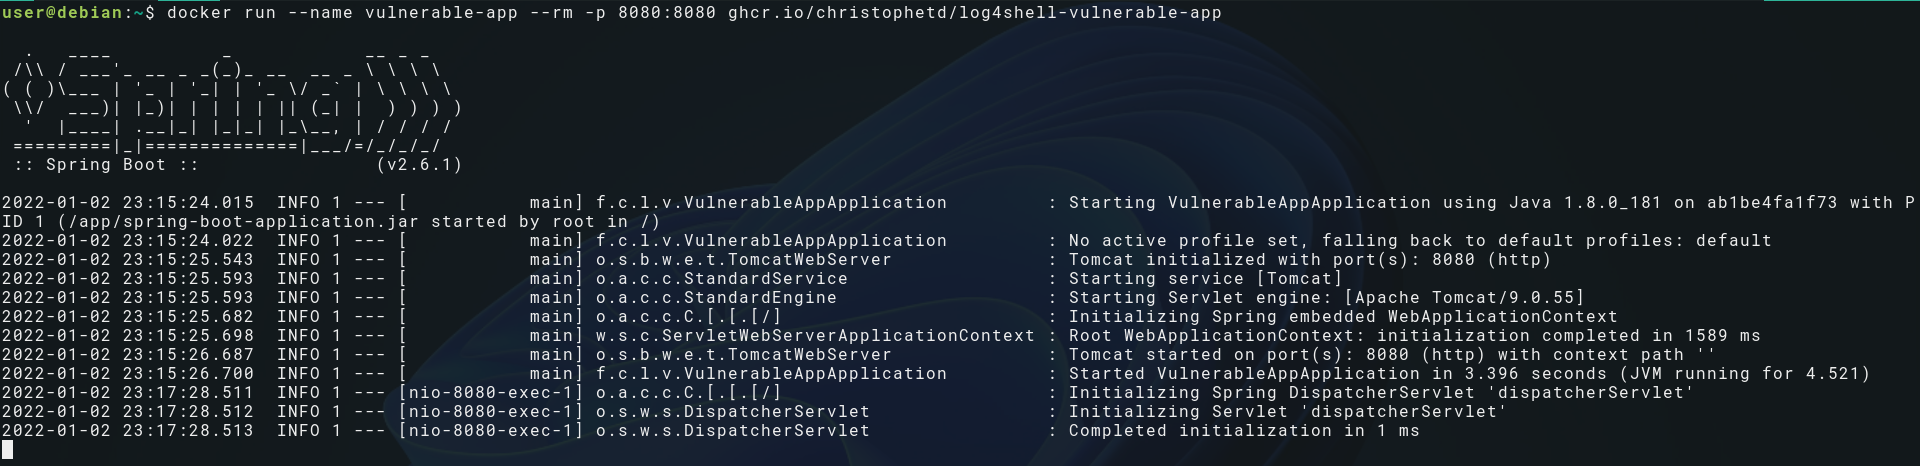 user@debian:~$ docker run --name vulnerable-app --rm -p 8080:8080 ghcr.io/christophetd/log4shell-vulnerable-app

  .   ____          _            __ _ _
 /\\ / ___'_ __ _ _(_)_ __  __ _ \ \ \ \
( ( )\___ | '_ | '_| | '_ \/ _` | \ \ \ \
 \\/  ___)| |_)| | | | | || (_| |  ) ) ) )
  '  |____| .__|_| |_|_| |_\__, | / / / /
 =========|_|==============|___/=/_/_/_/
 :: Spring Boot ::                (v2.6.1)

2022-01-02 23:15:24.015  INFO 1 --- [           main] f.c.l.v.VulnerableAppApplication         : Starting VulnerableAppApplication using Java 1.8.0_181 on ab1be4fa1f73 with P
ID 1 (/app/spring-boot-application.jar started by root in /)
2022-01-02 23:15:24.022  INFO 1 --- [           main] f.c.l.v.VulnerableAppApplication         : No active profile set, falling back to default profiles: default
2022-01-02 23:15:25.543  INFO 1 --- [           main] o.s.b.w.e.t.TomcatWebServer              : Tomcat initialized with port(s): 8080 (http)
2022-01-02 23:15:25.593  INFO 1 --- [           main] o.a.c.c.StandardService                  : Starting service [Tomcat]
2022-01-02 23:15:25.593  INFO 1 --- [           main] o.a.c.c.StandardEngine                   : Starting Servlet engine: [Apache Tomcat/9.0.55]
2022-01-02 23:15:25.682  INFO 1 --- [           main] o.a.c.c.C.[.[.[/]                        : Initializing Spring embedded WebApplicationContext
2022-01-02 23:15:25.698  INFO 1 --- [           main] w.s.c.ServletWebServerApplicationContext : Root WebApplicationContext: initialization completed in 1589 ms
2022-01-02 23:15:26.687  INFO 1 --- [           main] o.s.b.w.e.t.TomcatWebServer              : Tomcat started on port(s): 8080 (http) with context path ''
2022-01-02 23:15:26.700  INFO 1 --- [           main] f.c.l.v.VulnerableAppApplication         : Started VulnerableAppApplication in 3.396 seconds (JVM running for 4.521)
2022-01-02 23:17:28.511  INFO 1 --- [nio-8080-exec-1] o.a.c.c.C.[.[.[/]                        : Initializing Spring DispatcherServlet 'dispatcherServlet'
2022-01-02 23:17:28.512  INFO 1 --- [nio-8080-exec-1] o.s.w.s.DispatcherServlet                : Initializing Servlet 'dispatcherServlet'
2022-01-02 23:17:28.513  INFO 1 --- [nio-8080-exec-1] o.s.w.s.DispatcherServlet                : Completed initialization in 1 ms